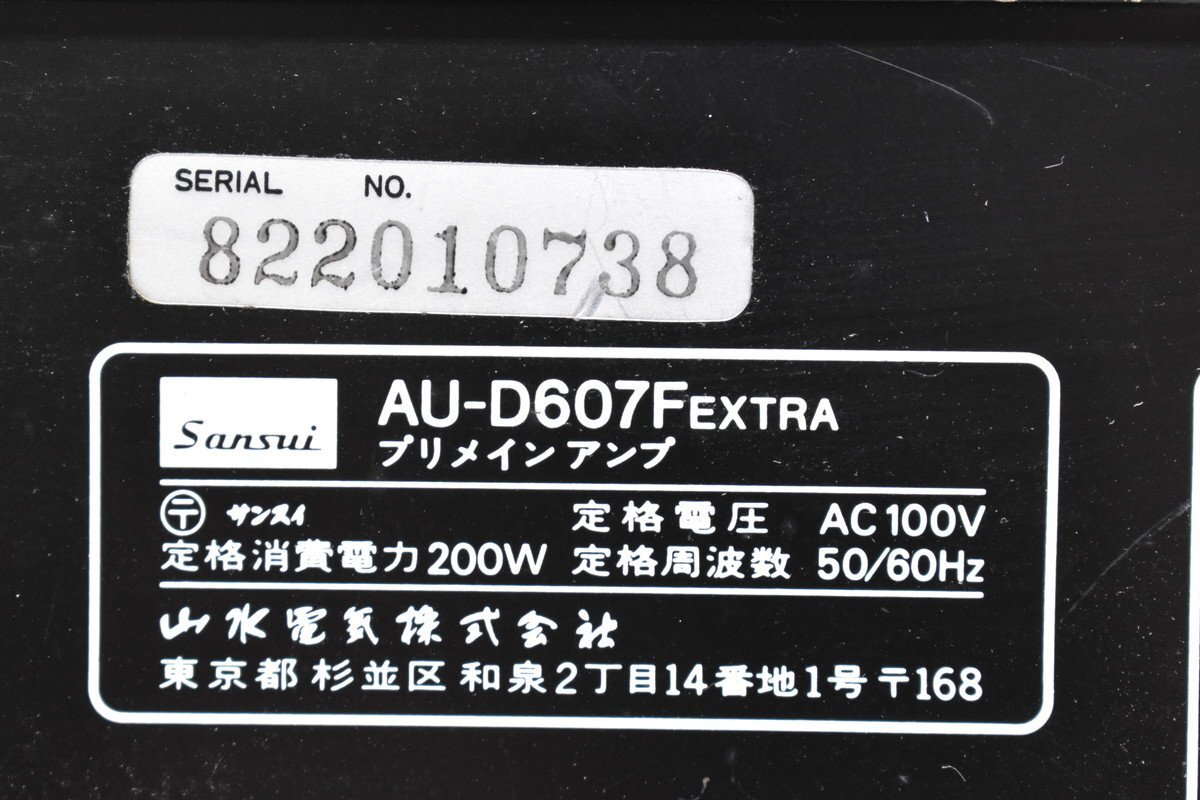 SERIAL NO.
822010738
Sansui
AU-D607F EXTRA
プリメインアンプ
〒 サンスイ 定格電圧 AC100V
定格消費電力200W 定格周波数 50/60Hz
山水電気株式会社
東京都杉並区和泉2丁目14番地1号〒168